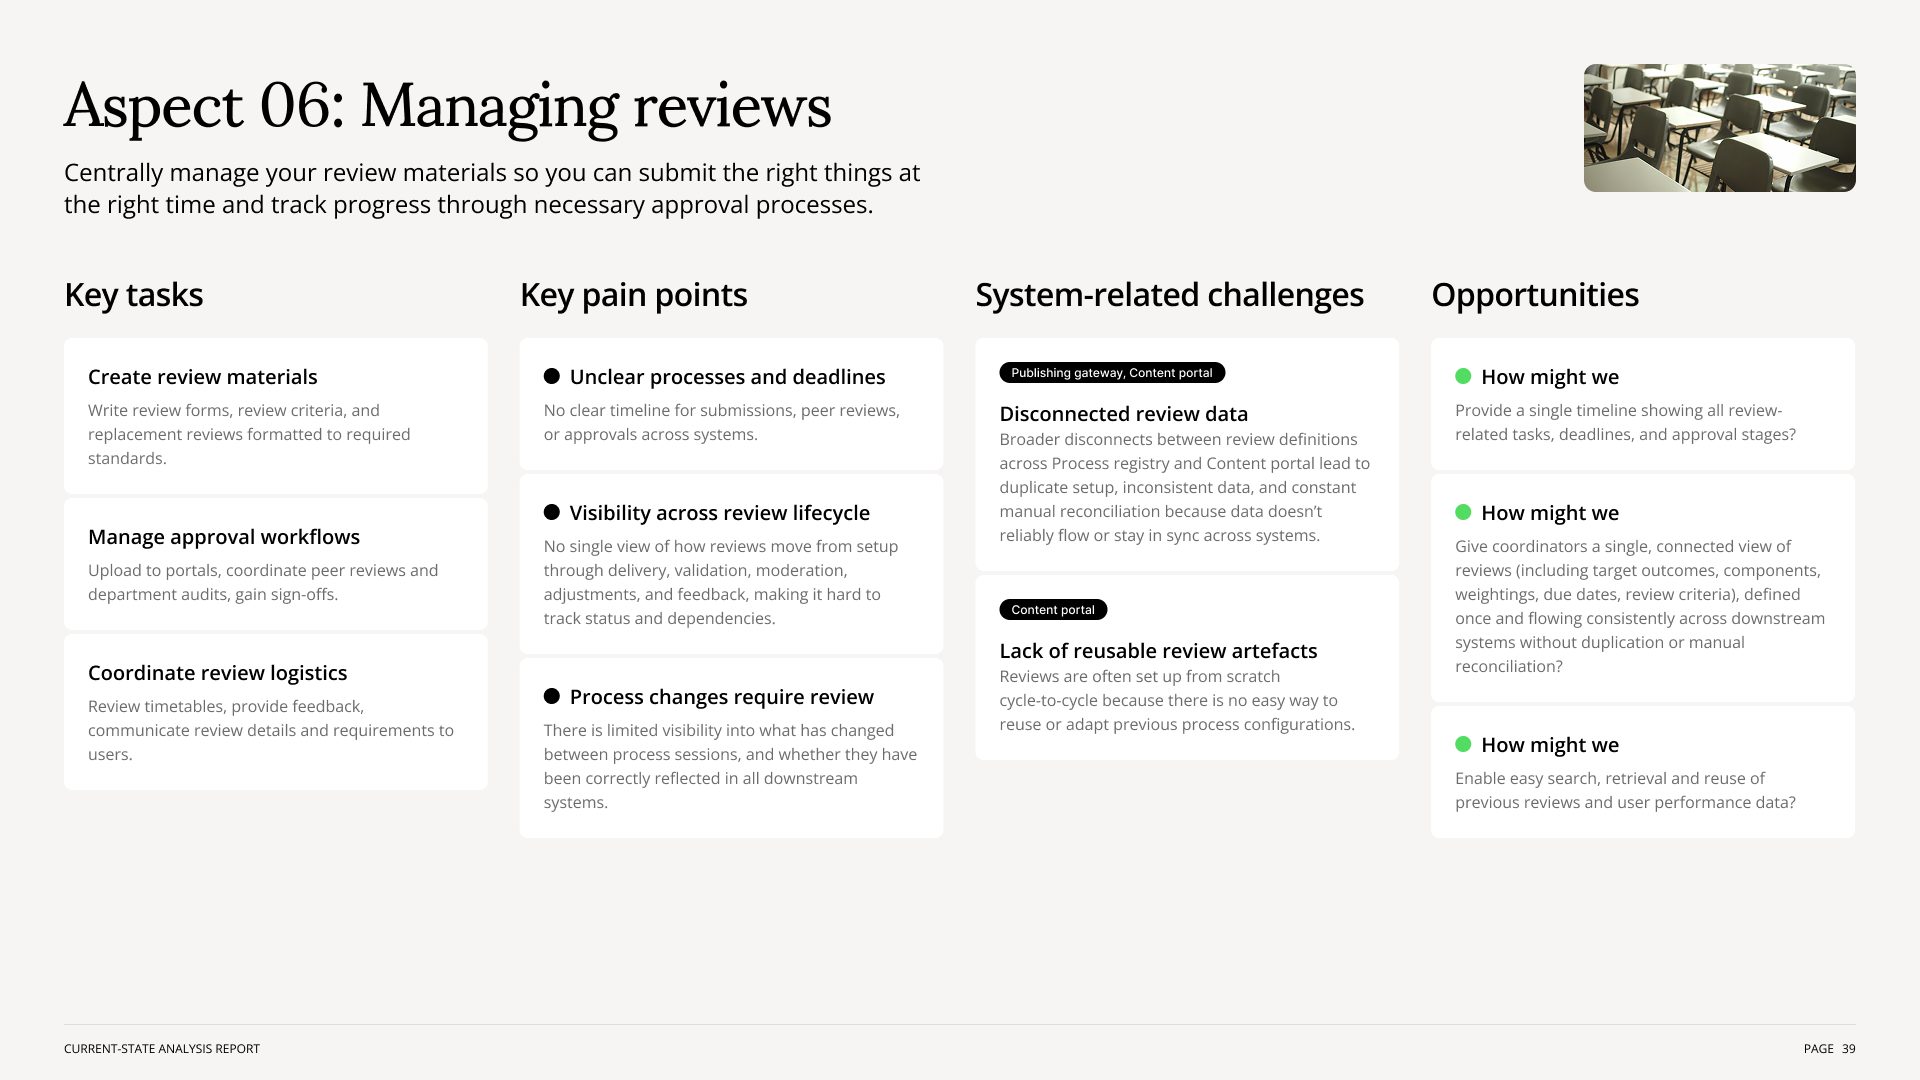 Aspect 06: Managing reviews
Centrally manage your review materials so you can submit the right things at
the right time and track progress through necessary approval processes.
Key tasks
Create review materials
Write review forms, review criteria, and
replacement reviews formatted to required
standards.
Manage approval workflows
Upload to portals, coordinate peer reviews and
department audits, gain sign-offs.
Coordinate review logistics
Review timetables, provide feedback,
communicate review details and requirements to
users.
Key pain points
Unclear processes and deadlines
No clear timeline for submissions, peer reviews,
or approvals across systems.
Visibility across review lifecycle
No single view of how reviews move from setup
through delivery, validation, moderation,
adjustments, and feedback, making it hard to
track status and dependencies.
Process changes require review
There is limited visibility into what has changed
between process sessions, and whether they have
been correctly reflected in all downstream
systems.
System-related challenges
Publishing gateway, Content portal
Disconnected review data
Broader disconnects between review definitions
across Process registry and Content portal lead to
duplicate setup, inconsistent data, and constant
manual reconciliation because data doesn’t
reliably flow or stay in sync across systems.
Content portal
Lack of reusable review artefacts
Reviews are often set up from scratch
cycle-to-cycle because there is no easy way to
reuse or adapt previous process configurations.
Opportunities
How might we
Provide a single timeline showing all review-
related tasks, deadlines, and approval stages?
How might we
Give coordinators a single, connected view of
reviews (including target outcomes, components,
weightings, due dates, review criteria), defined
once and flowing consistently across downstream
systems without duplication or manual
reconciliation?
How might we
Enable easy search, retrieval and reuse of
previous reviews and user performance data?
CURRENT-STATE ANALYSIS REPORT
PAGE 39